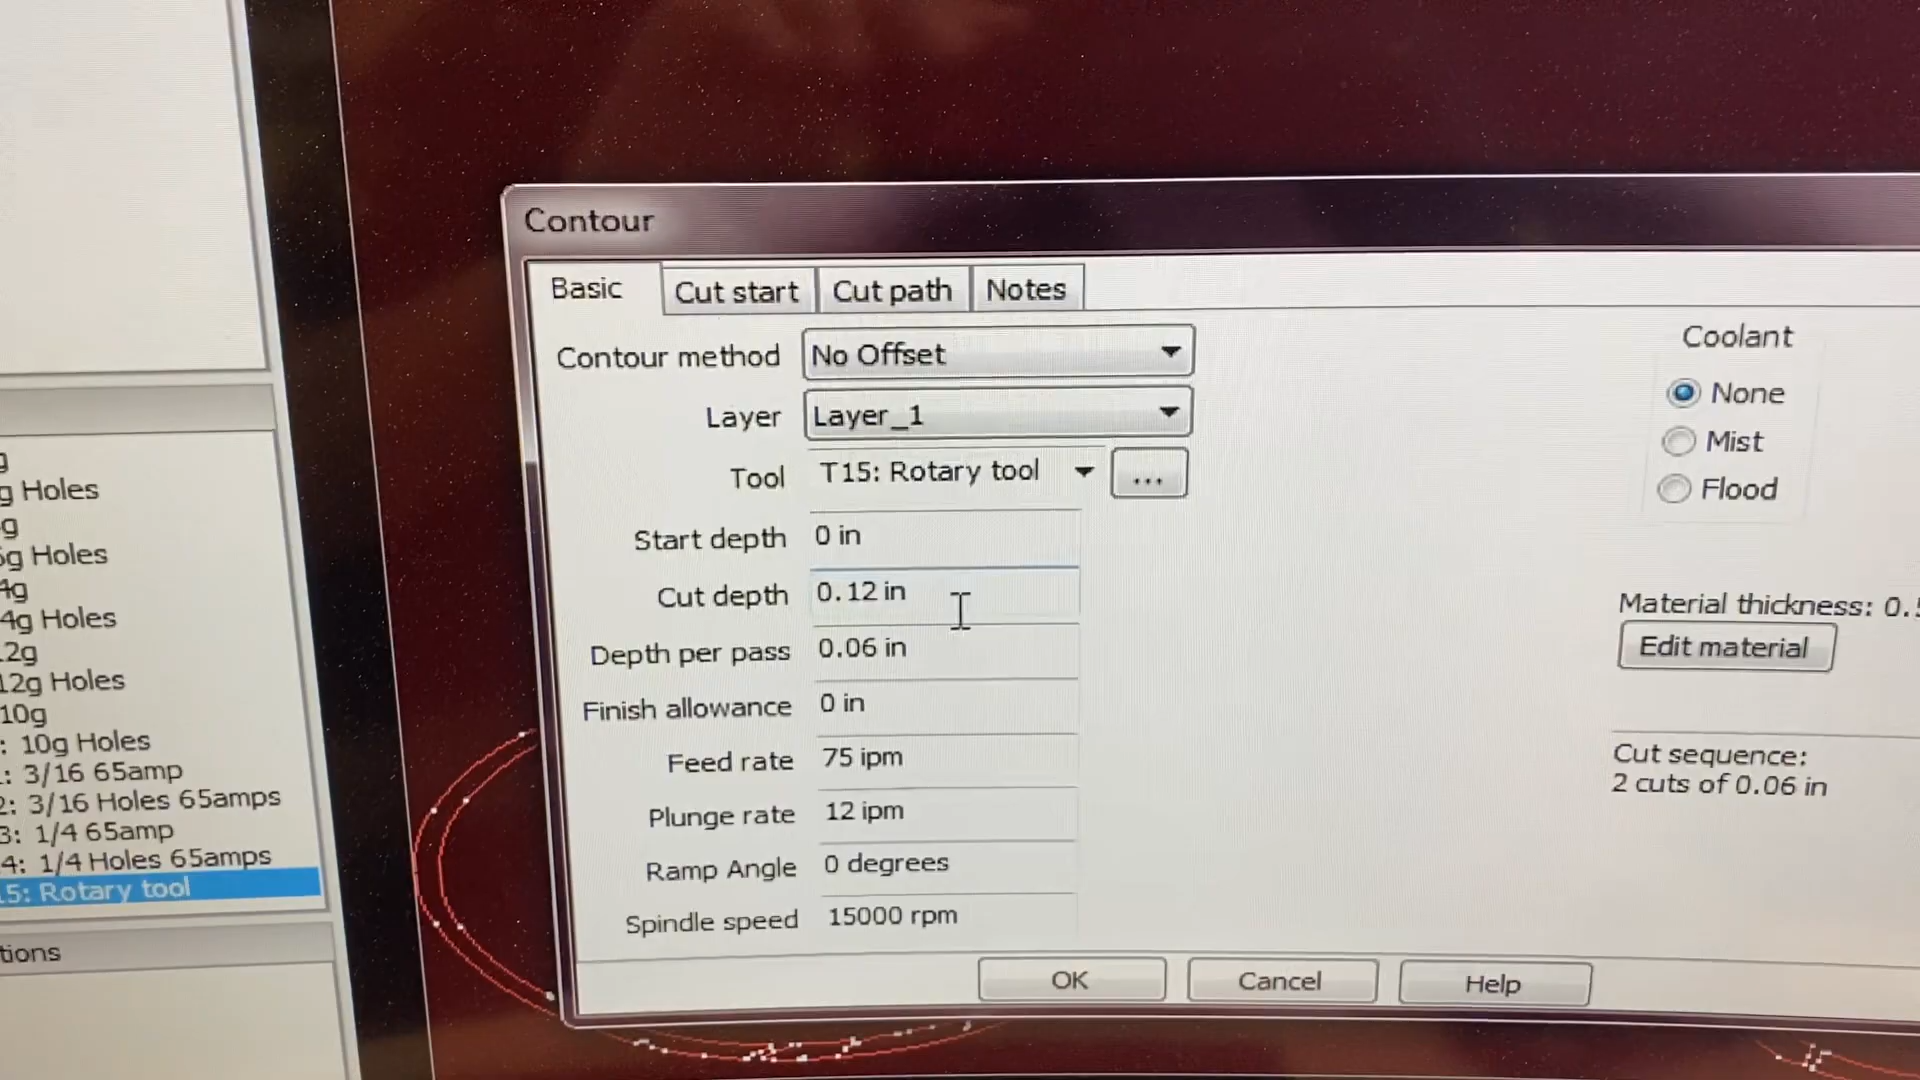 Contour
Basic
Cut start
Cut path
Notes
Contour method No Offset
Layer Layer_1
Tool T15: Rotary tool ...
Start depth 0 in
Cut depth 0.12 in
Depth per pass 0.06 in
Finish allowance 0 in
Feed rate 75 ipm
Plunge rate 12 ipm
Ramp Angle 0 degrees
Spindle speed 15000 rpm
OK
Cancel
Help
Coolant
None
Mist
Flood
Material thickness: 0.
Edit material
Cut sequence:
2 cuts of 0.06 in
g
g Holes
g
6g Holes
4g
4g Holes
12g
12g Holes
10g
: 10g Holes
: 3/16 65amp
2: 3/16 Holes 65amps
3: 1/4 65amp
4: 1/4 Holes 65amps
15: Rotary tool
tions